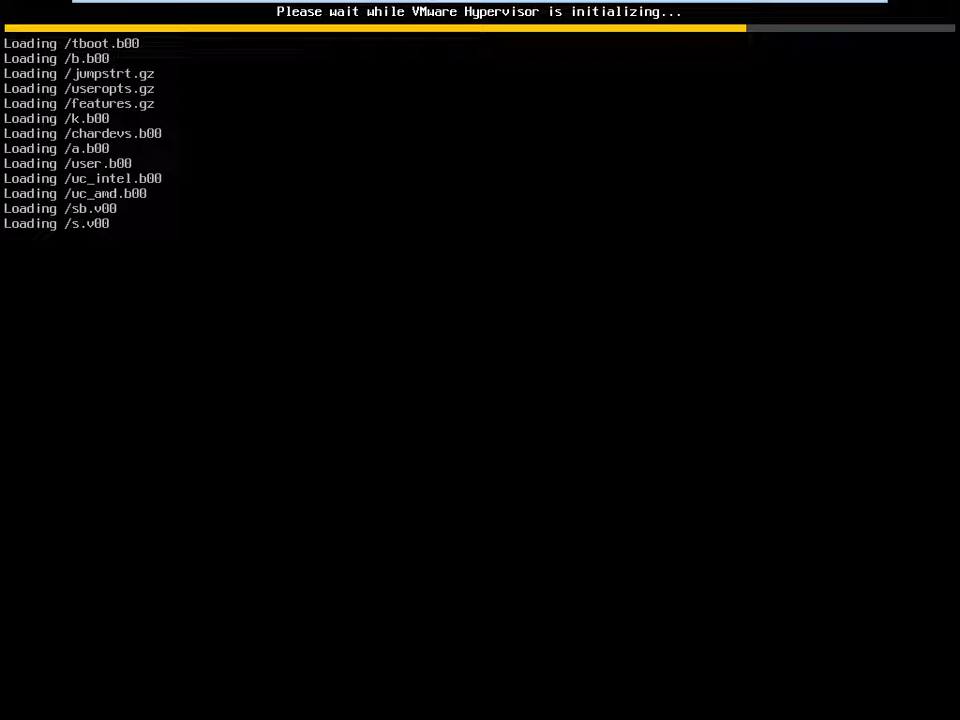 Please wait while VMware Hypervisor is initializing...
Loading /tboot.b00
Loading /b.b00
Loading /jumpstrt.gz
Loading /useropts.gz
Loading /features.gz
Loading /k.b00
Loading /chardevs.b00
Loading /a.b00
Loading /user.b00
Loading /uc_intel.b00
Loading /uc_amd.b00
Loading /sb.v00
Loading /s.v00